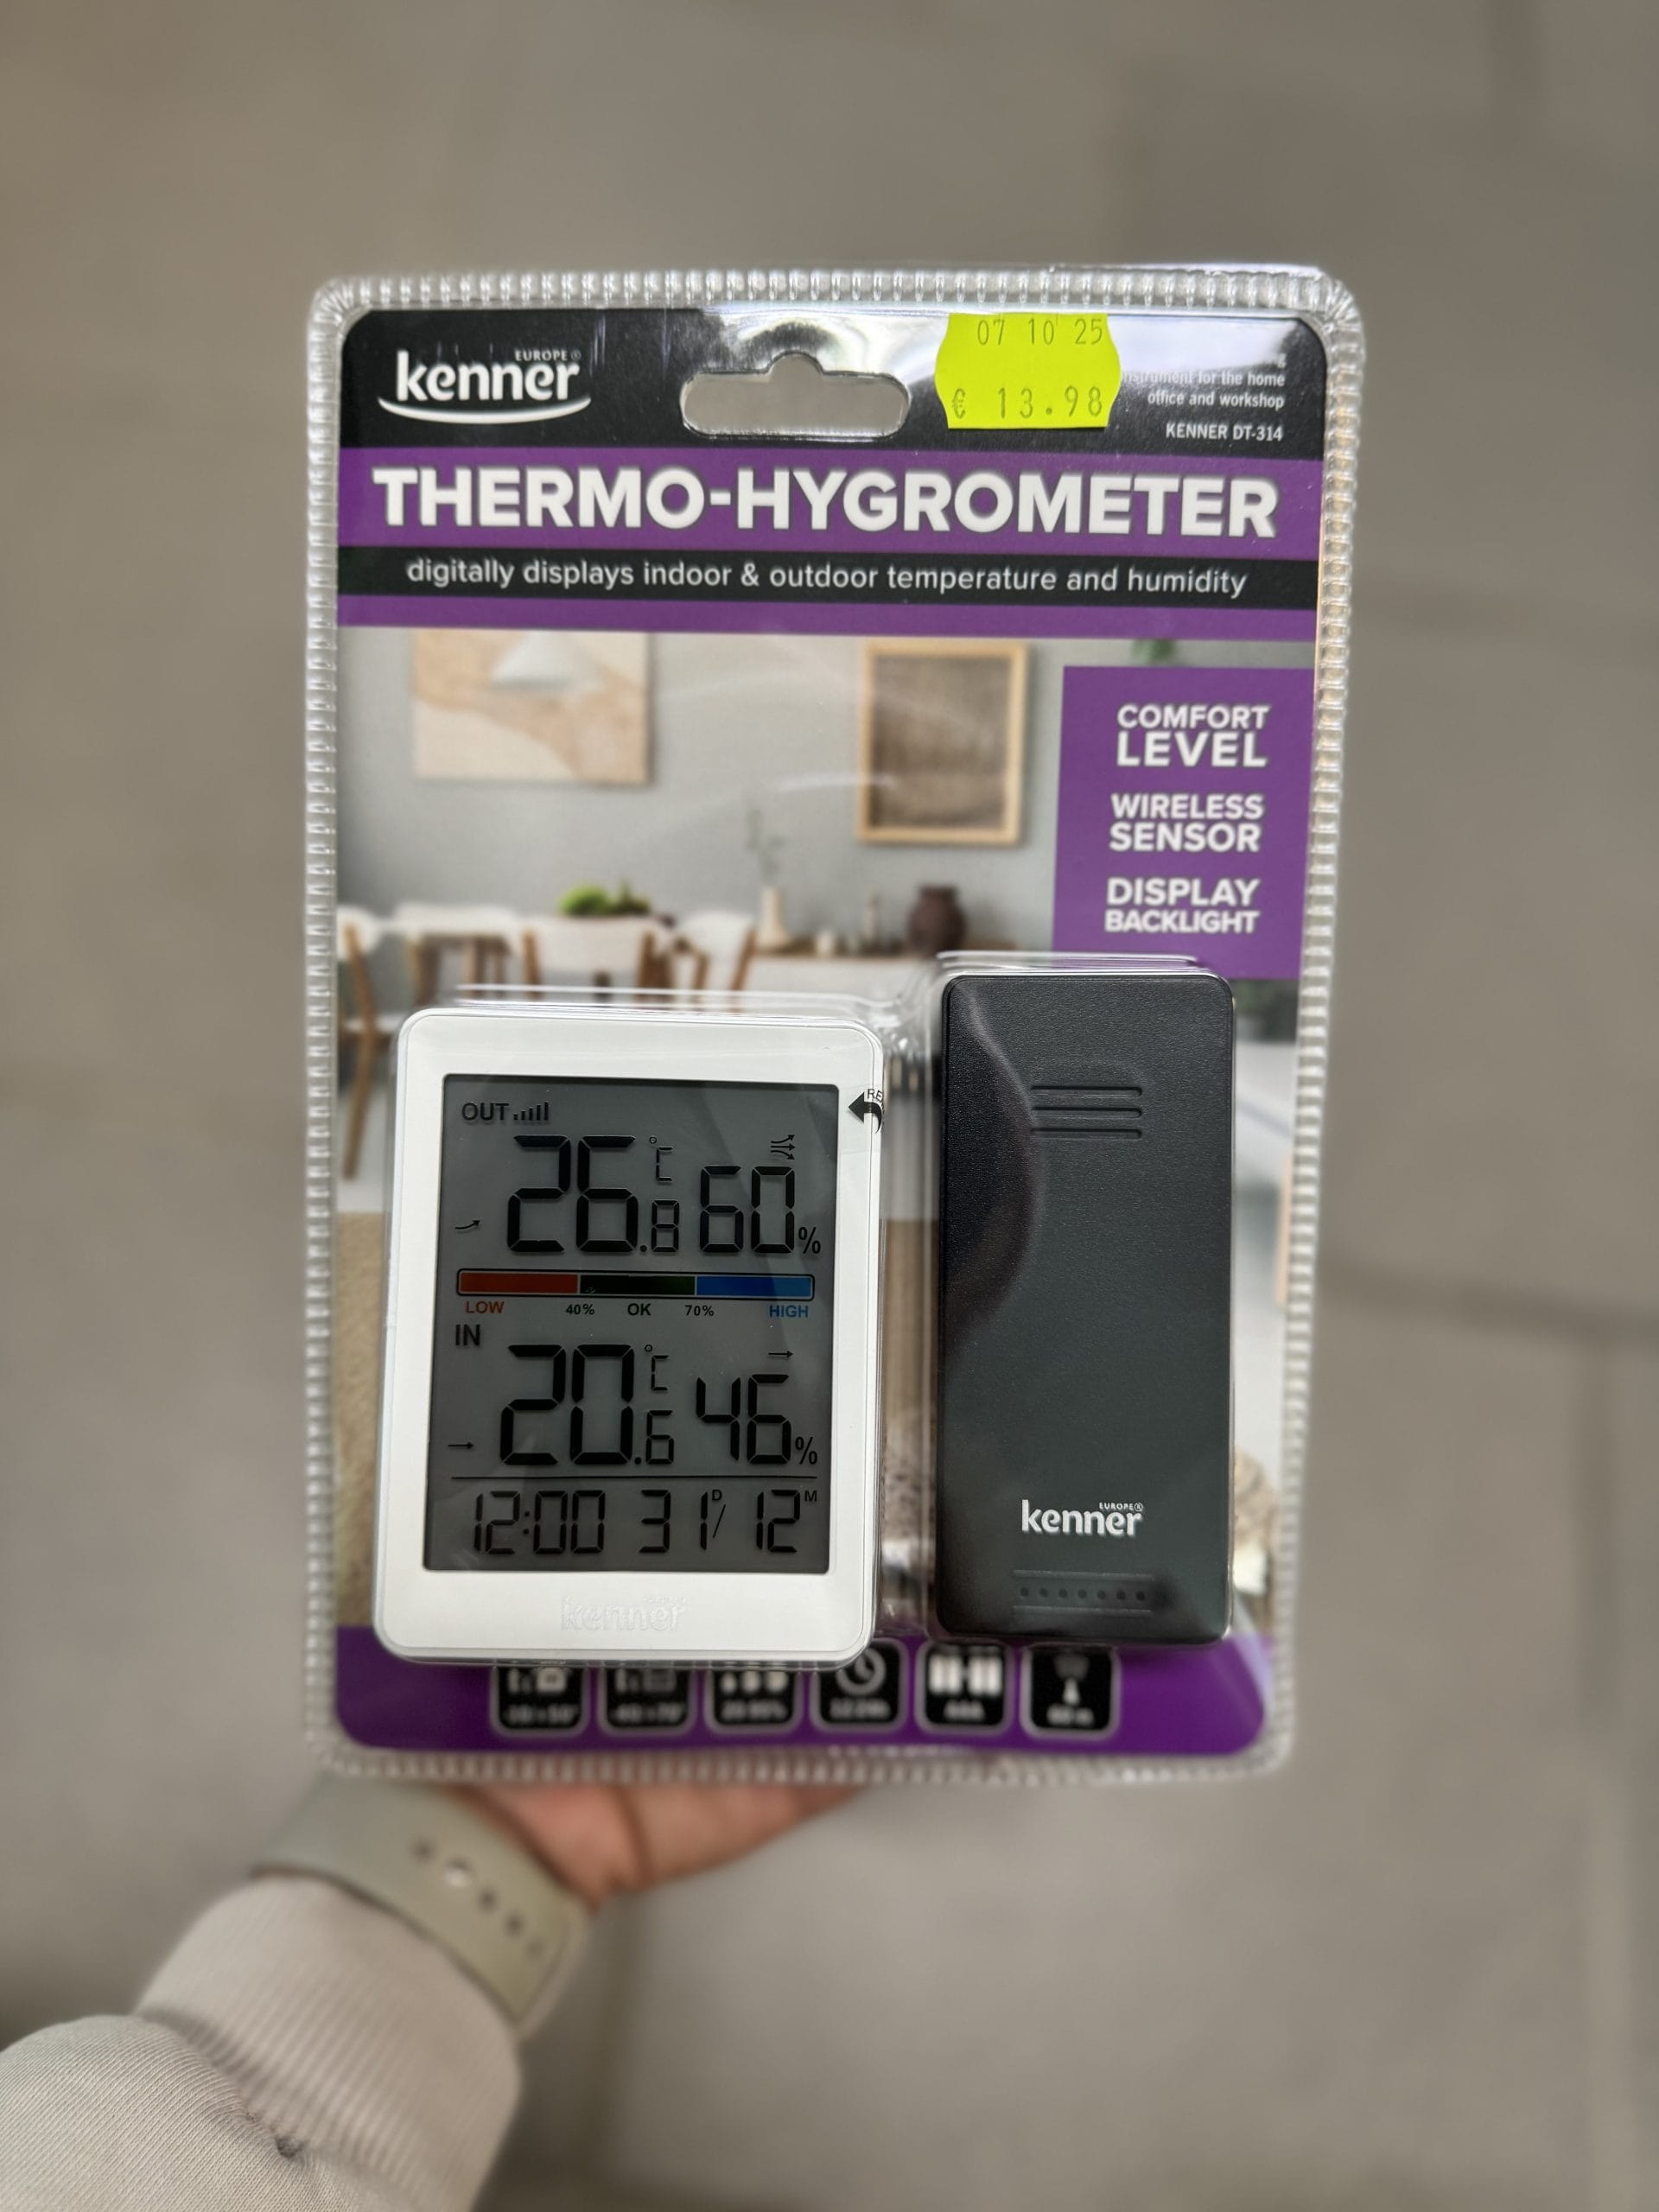 EUROPE®
kenner
07 10 25
€ 13.98
for the home
office and workshop
KENNER DT-314
THERMO-HYGROMETER
digitally displays indoor & outdoor temperature and humidity
COMFORT
LEVEL
WIRELESS
SENSOR
DISPLAY
BACKLIGHT
OUT
26.8 °C 60%
LOW 40% OK 70% HIGH
IN
20.6 °C 46%
12:00 31 D / 12 M
kenner
EUROPE®
kenner
AAA